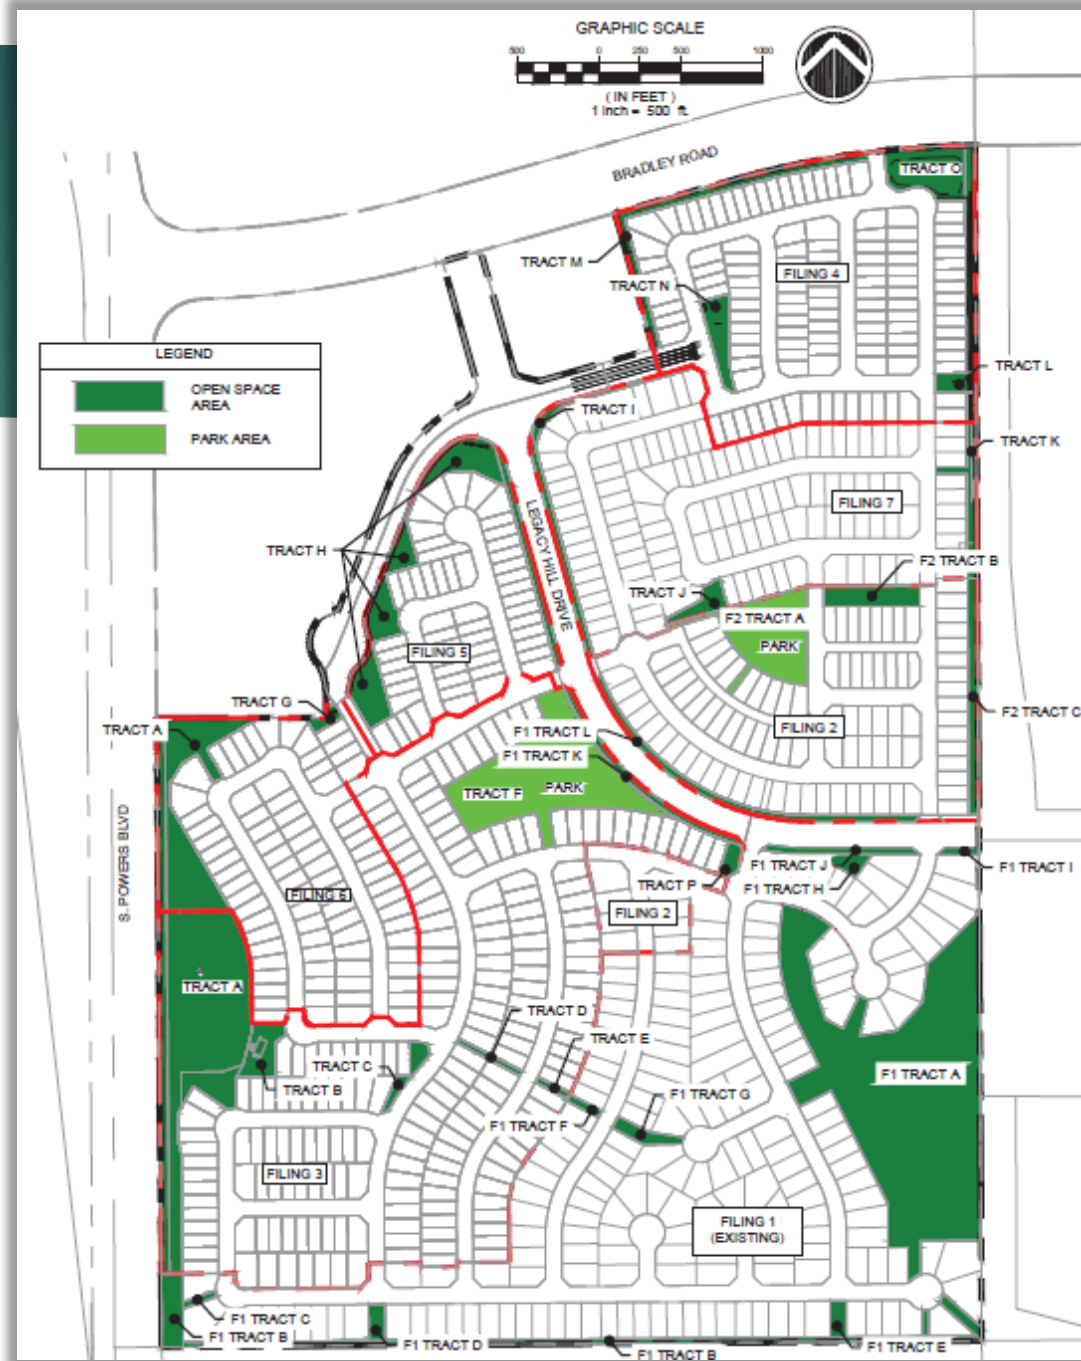 GRAPHIC SCALE
500 0 250 500 1000
( IN FEET )
1 inch = 500 ft.
BRADLEY ROAD
TRACT O
TRACT M
FILING 4
TRACT N
LEGEND
OPEN SPACE
AREA
PARK AREA
TRACT L
TRACT I
TRACT K
FILING 7
LEGACY HILL DRIVE
TRACT H
F2 TRACT B
TRACT J
F2 TRACT A
PARK
FILING 5
TRACT G
F2 TRACT C
TRACT A
FILING 2
F1 TRACT L
F1 TRACT K
TRACT F
PARK
S. POWERS BLVD
F1 TRACT J
F1 TRACT I
F1 TRACT H
TRACT P
FILING 6
FILING 2
TRACT A
TRACT D
TRACT E
TRACT C
F1 TRACT A
TRACT B
F1 TRACT G
F1 TRACT F
FILING 3
FILING 1
(EXISTING)
F1 TRACT C
F1 TRACT B
F1 TRACT D
F1 TRACT E
F1 TRACT B